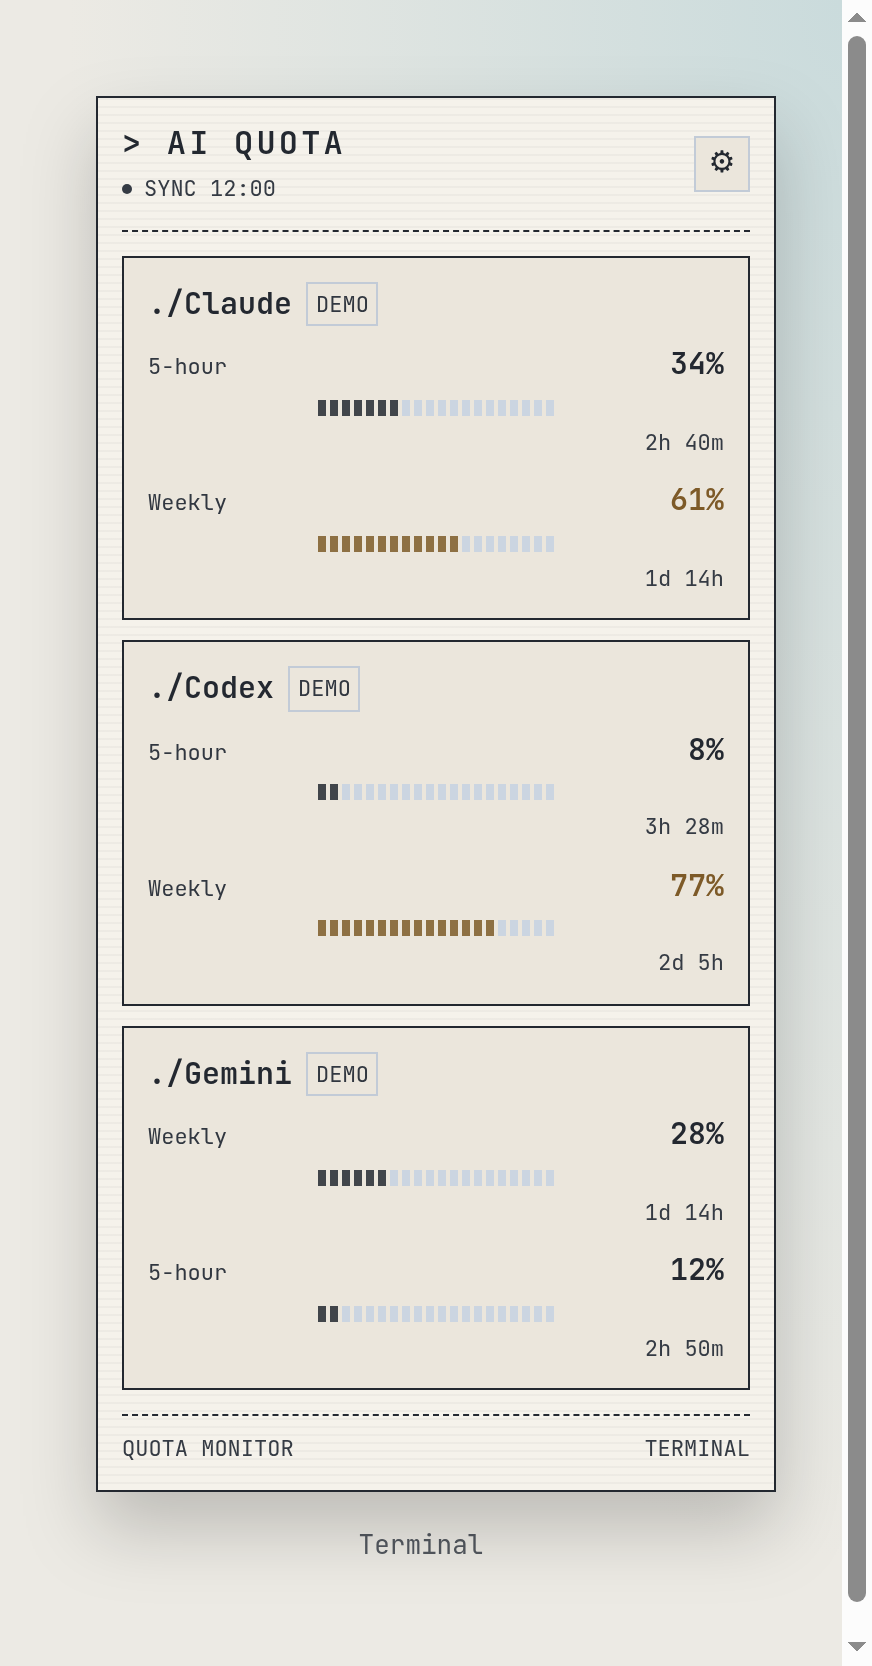 > AI QUOTA
SYNC 12:00
./Claude DEMO
5-hour 34%
2h 40m
Weekly 61%
1d 14h
./Codex DEMO
5-hour 8%
3h 28m
Weekly 77%
2d 5h
./Gemini DEMO
Weekly 28%
1d 14h
5-hour 12%
2h 50m
QUOTA MONITOR TERMINAL
Terminal